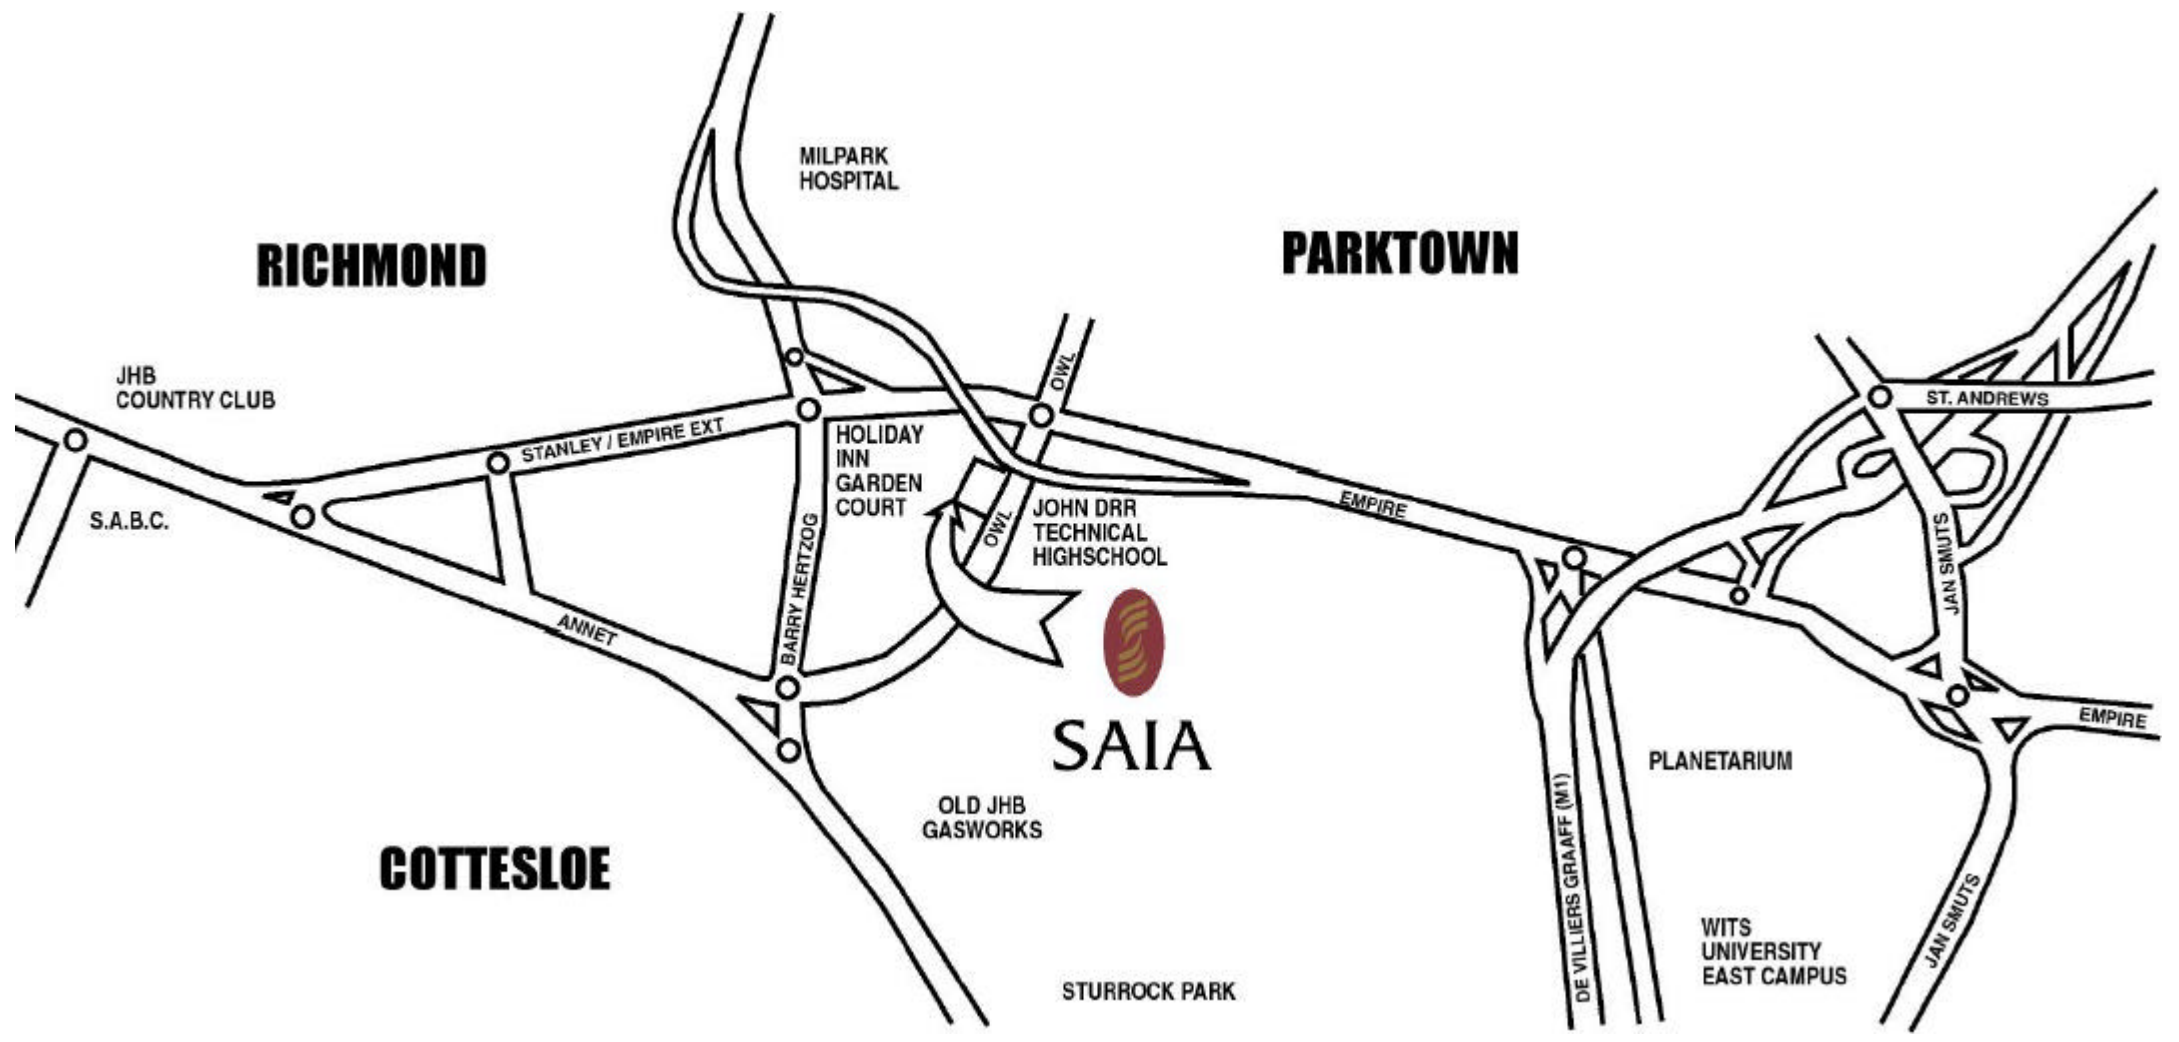 MILPARK
HOSPITAL
PARKTOWN
RICHMOND
JHB
COUNTRY CLUB
OWL
ST. ANDREWS
STANLEY / EMPIRE EXT
HOLIDAY
INN
GARDEN
COURT
S.A.B.C.
EMPIRE
OWL
JOHN DRR
TECHNICAL
HIGHSCHOOL
BARRY HERTZOG
JAN SMUTS
ANNET
SAIA
EMPIRE
PLANETARIUM
OLD JHB
GASWORKS
DE VILLIERS GRAAFF (M1)
COTTESLOE
JAN SMUTS
WITS
UNIVERSITY
EAST CAMPUS
STURROCK PARK